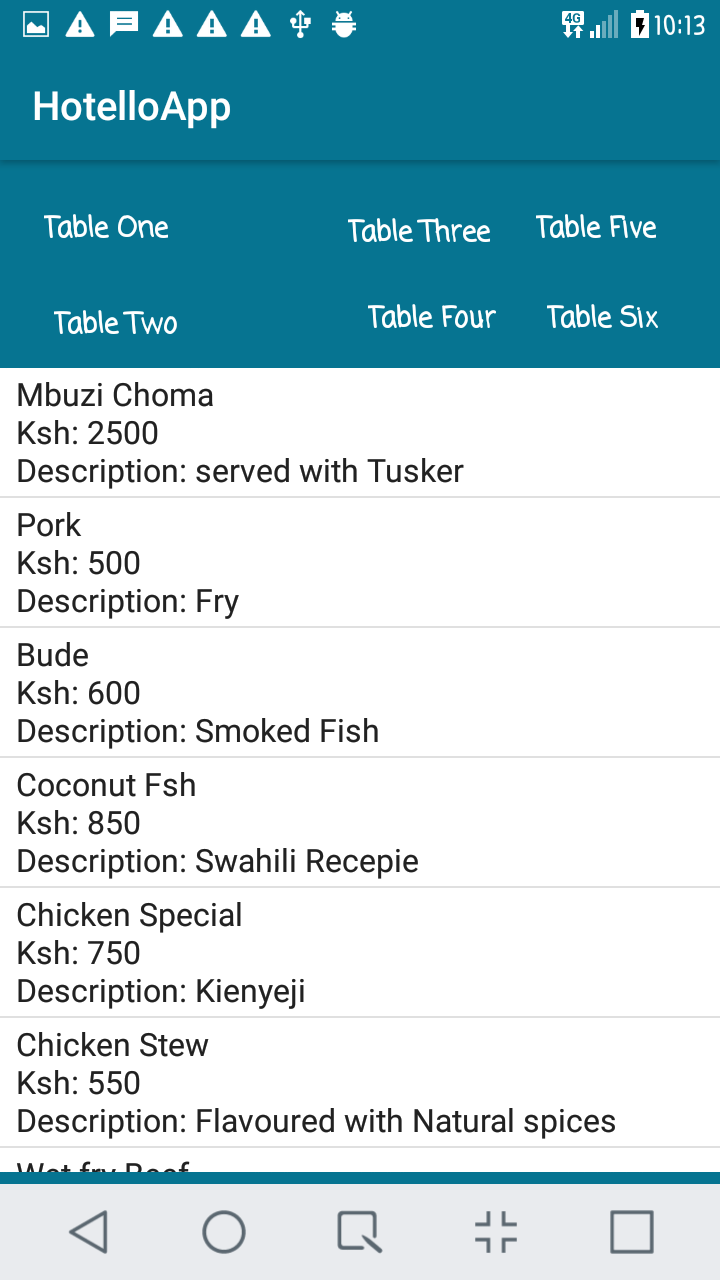 4G 10:13
HotelloApp
Table One
Table Three
Table Five
Table Two
Table Four
Table Six
Mbuzi Choma
Ksh: 2500
Description: served with Tusker
Pork
Ksh: 500
Description: Fry
Bude
Ksh: 600
Description: Smoked Fish
Coconut Fsh
Ksh: 850
Description: Swahili Recepie
Chicken Special
Ksh: 750
Description: Kienyeji
Chicken Stew
Ksh: 550
Description: Flavoured with Natural spices
Wet fry Beef